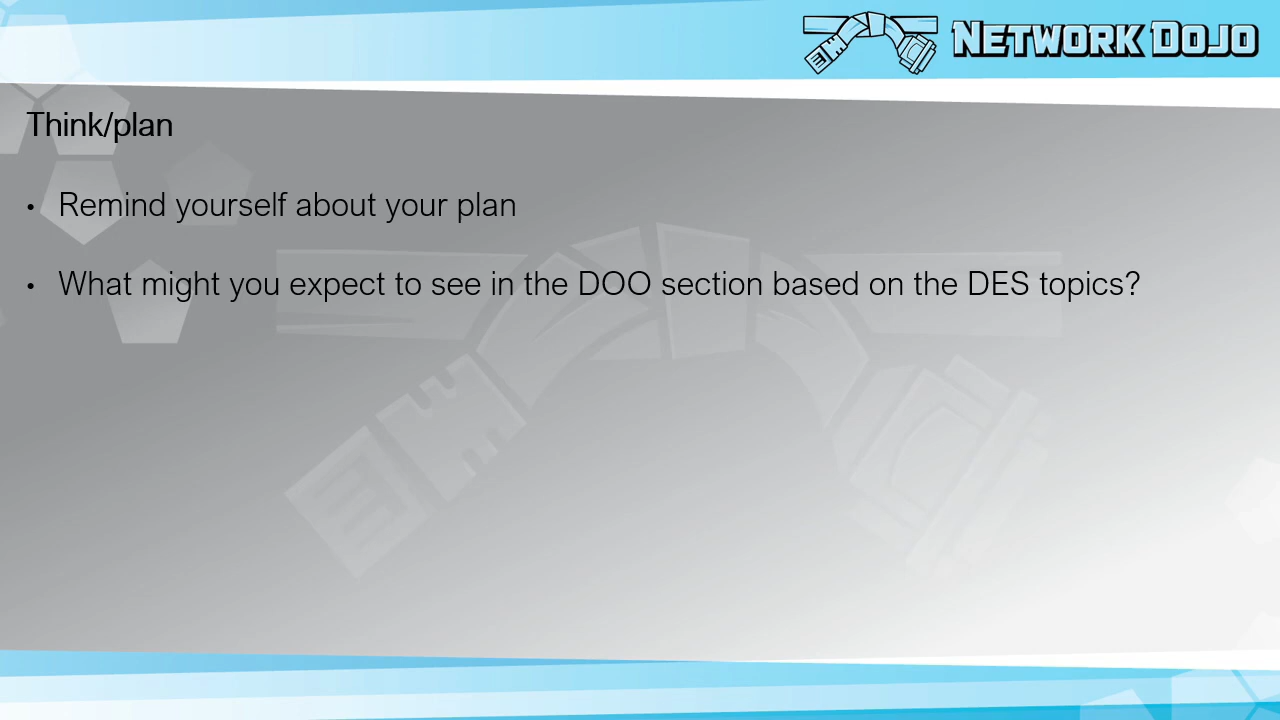 NETWORK DOJO
Think/plan
• Remind yourself about your plan
• What might you expect to see in the DOO section based on the DES topics?